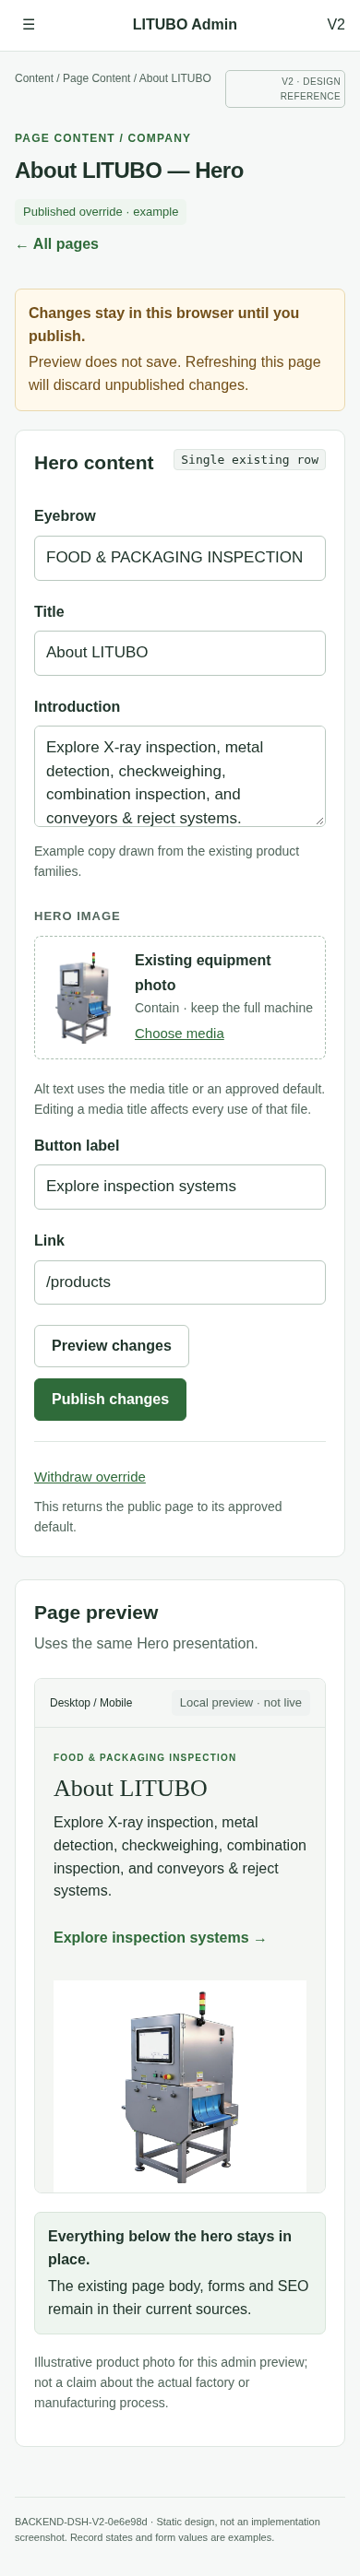 ☰ LITUBO Admin V2
Content / Page Content / About LITUBO
V2 · DESIGN
REFERENCE
PAGE CONTENT / COMPANY
About LITUBO — Hero
Published override · example
← All pages
Changes stay in this browser until you
publish.
Preview does not save. Refreshing this page
will discard unpublished changes.
Hero content
Single existing row
Eyebrow
FOOD & PACKAGING INSPECTION
Title
About LITUBO
Introduction
Explore X-ray inspection, metal
detection, checkweighing,
combination inspection, and
conveyors & reject systems.
Example copy drawn from the existing product
families.
HERO IMAGE
Existing equipment
photo
Contain · keep the full machine
Choose media
Alt text uses the media title or an approved default.
Editing a media title affects every use of that file.
Button label
Explore inspection systems
Link
/products
Preview changes
Publish changes
Withdraw override
This returns the public page to its approved
default.
Page preview
Uses the same Hero presentation.
Desktop / Mobile
Local preview · not live
FOOD & PACKAGING INSPECTION
About LITUBO
Explore X-ray inspection, metal
detection, checkweighing, combination
inspection, and conveyors & reject
systems.
Explore inspection systems →
Everything below the hero stays in
place.
The existing page body, forms and SEO
remain in their current sources.
Illustrative product photo for this admin preview;
not a claim about the actual factory or
manufacturing process.
BACKEND-DSH-V2-0e6e98d · Static design, not an implementation
screenshot. Record states and form values are examples.